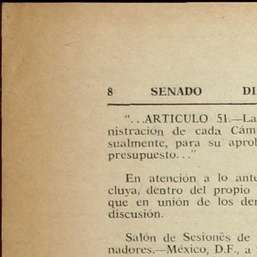 8 SENADO DI
"...ARTICULO 51.—La
nistración de cada Cám
sualmente, para su aprob
presupuesto..."
En atención a lo ante
cluya, dentro del propio
que en unión de los dem
discusión.
Salón de Sesiones de
nadores.—México, D.F., a